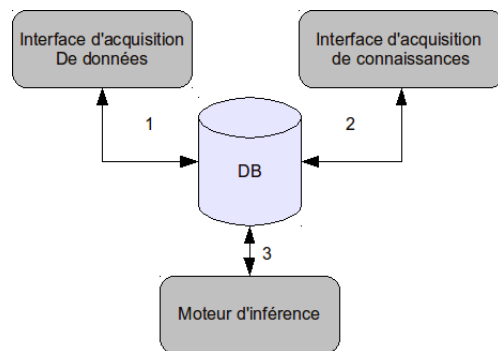 Interface d'acquisition
De données
Interface d'acquisition
de connaissances
1
2
DB
3
Moteur d'inférence